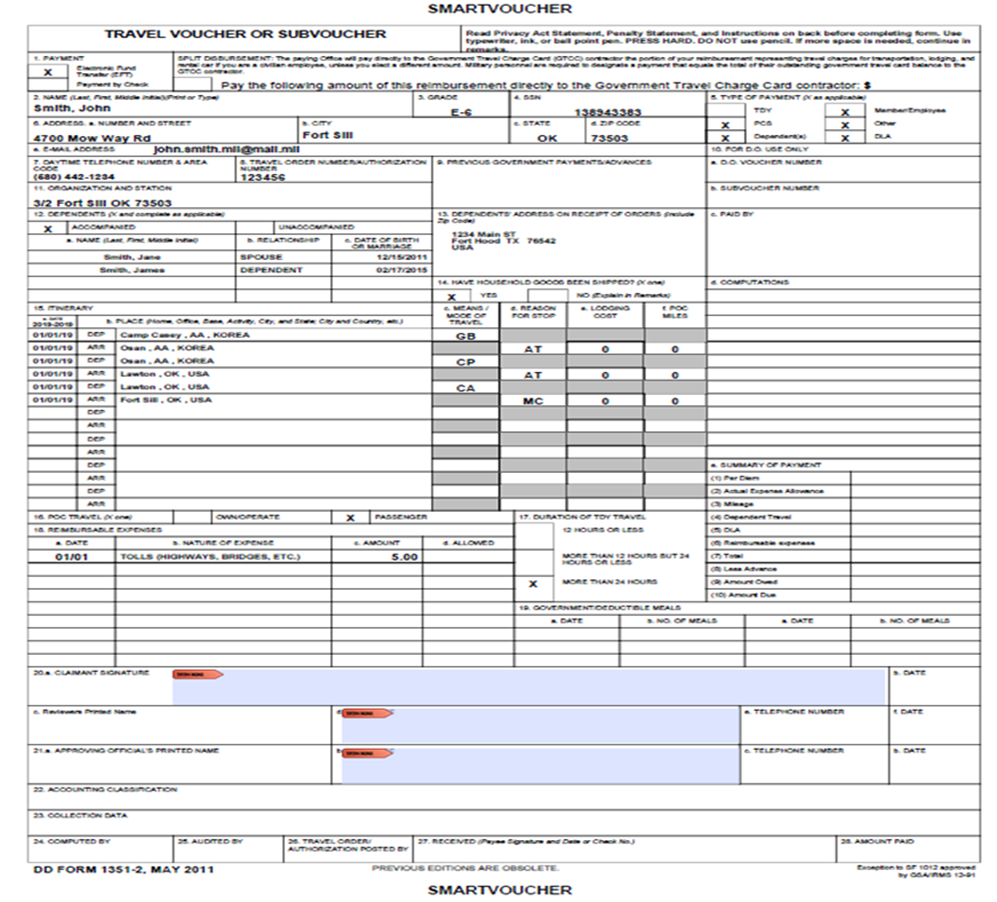 SMARTVOUCHER
TRAVEL VOUCHER OR SUBVOUCHER
Read Privacy Act Statement, Penalty Statement, and Instructions on back before completing form. Use
typewriter, ink, or ball point pen. PRESS HARD. DO NOT use pencil. If more space is needed, continue in
remarks.
1. PAYMENT
X Electronic Fund
Transfer (EFT)
Payment by Check
SPLIT DISBURSEMENT: The paying Office will pay directly to the Government Travel Charge Card (GTCC) contractor the portion of your reimbursement representing travel charges for transportation, lodging, and
rental car if you are a civilian employee, unless you elect a different amount. Military personnel are required to designate a payment that equals the total of their outstanding government travel card balance to the
GTCC contractor.
Pay the following amount of this reimbursement directly to the Government Travel Charge Card contractor: $
2. NAME (Last, First, Middle Initial)(Print or Type)
Smith, John
3. GRADE
E-6
4. SSN
138943383
5. TYPE OF PAYMENT (X as applicable)
TDY X Member/Employee
X PCS X Other
X Dependent(s) X DLA
6. ADDRESS. a. NUMBER AND STREET
4700 Mow Way Rd
b. CITY
Fort Sill
c. STATE
OK
d. ZIP CODE
73503
e. E-MAIL ADDRESS john.smith.mil@mail.mil
10. FOR D.O. USE ONLY
7. DAYTIME TELEPHONE NUMBER & AREA
CODE
(580) 442-1234
8. TRAVEL ORDER NUMBER/AUTHORIZATION
NUMBER
123456
9. PREVIOUS GOVERNMENT PAYMENTS/ADVANCES
a. D.O. VOUCHER NUMBER
11. ORGANIZATION AND STATION
3/2 Fort Sill OK 73503
b. SUBVOUCHER NUMBER
12. DEPENDENTS (X and complete as applicable)
X ACCOMPANIED UNACCOMPANIED
13. DEPENDENTS' ADDRESS ON RECEIPT OF ORDERS (Include
Zip Code)
1234 Main ST
Fort Hood TX 76542
USA
c. PAID BY
a. NAME (Last, First, Middle Initial) b. RELATIONSHIP c. DATE OF BIRTH
OR MARRIAGE
Smith, Jane SPOUSE 12/15/2011
Smith, James DEPENDENT 02/17/2015
14. HAVE HOUSEHOLD GOODS BEEN SHIPPED? (X one)
X YES NO (Explain in Remarks)
d. COMPUTATIONS
15. ITINERARY
a. DATE
2018-2019
b. PLACE (Home, Office, Base, Activity, City, and State; City and Country, etc.)
c. MEANS /
MODE OF
TRAVEL
d. REASON
FOR STOP
e. LODGING
COST
f. POC
MILES
01/01/19 DEP Camp Casey , AA , KOREA GB
01/01/19 ARR Osan , AA , KOREA AT 0 0
01/01/19 DEP Osan , AA , KOREA CP
01/01/19 ARR Lawton , OK , USA AT 0 0
01/01/19 DEP Lawton , OK , USA CA
01/01/19 ARR Fort Sill , OK , USA MC 0 0
DEP
ARR
DEP
ARR
DEP
ARR
DEP
ARR
e. SUMMARY OF PAYMENT
(1) Per Diem
(2) Actual Expense Allowance
(3) Mileage
(4) Dependent Travel
(5) DLA
(6) Reimbursable expenses
(7) Total
(8) Less Advance
(9) Amount Owed
(10) Amount Due
16. POC TRAVEL (X one) OWN/OPERATE X PASSENGER
17. DURATION OF TDY TRAVEL
12 HOURS OR LESS
MORE THAN 12 HOURS BUT 24
HOURS OR LESS
X MORE THAN 24 HOURS
18. REIMBURSABLE EXPENSES
a. DATE b. NATURE OF EXPENSE c. AMOUNT d. ALLOWED
01/01 TOLLS (HIGHWAYS, BRIDGES, ETC.) 5.00
19. GOVERNMENT/DEDUCTIBLE MEALS
a. DATE b. NO. OF MEALS a. DATE b. NO. OF MEALS
20.a. CLAIMANT SIGNATURE b. DATE
c. Reviewers Printed Name e. TELEPHONE NUMBER f. DATE
21.a. APPROVING OFFICIAL'S PRINTED NAME c. TELEPHONE NUMBER b. DATE
22. ACCOUNTING CLASSIFICATION
23. COLLECTION DATA
24. COMPUTED BY
25. AUDITED BY
26. TRAVEL ORDER/
AUTHORIZATION POSTED BY
27. RECEIVED (Payee Signature and Date or Check No.)
28. AMOUNT PAID
DD FORM 1351-2, MAY 2011
PREVIOUS EDITIONS ARE OBSOLETE.
Exception to SF 1012 approved
by GSA/IRMS 12-91
SMARTVOUCHER